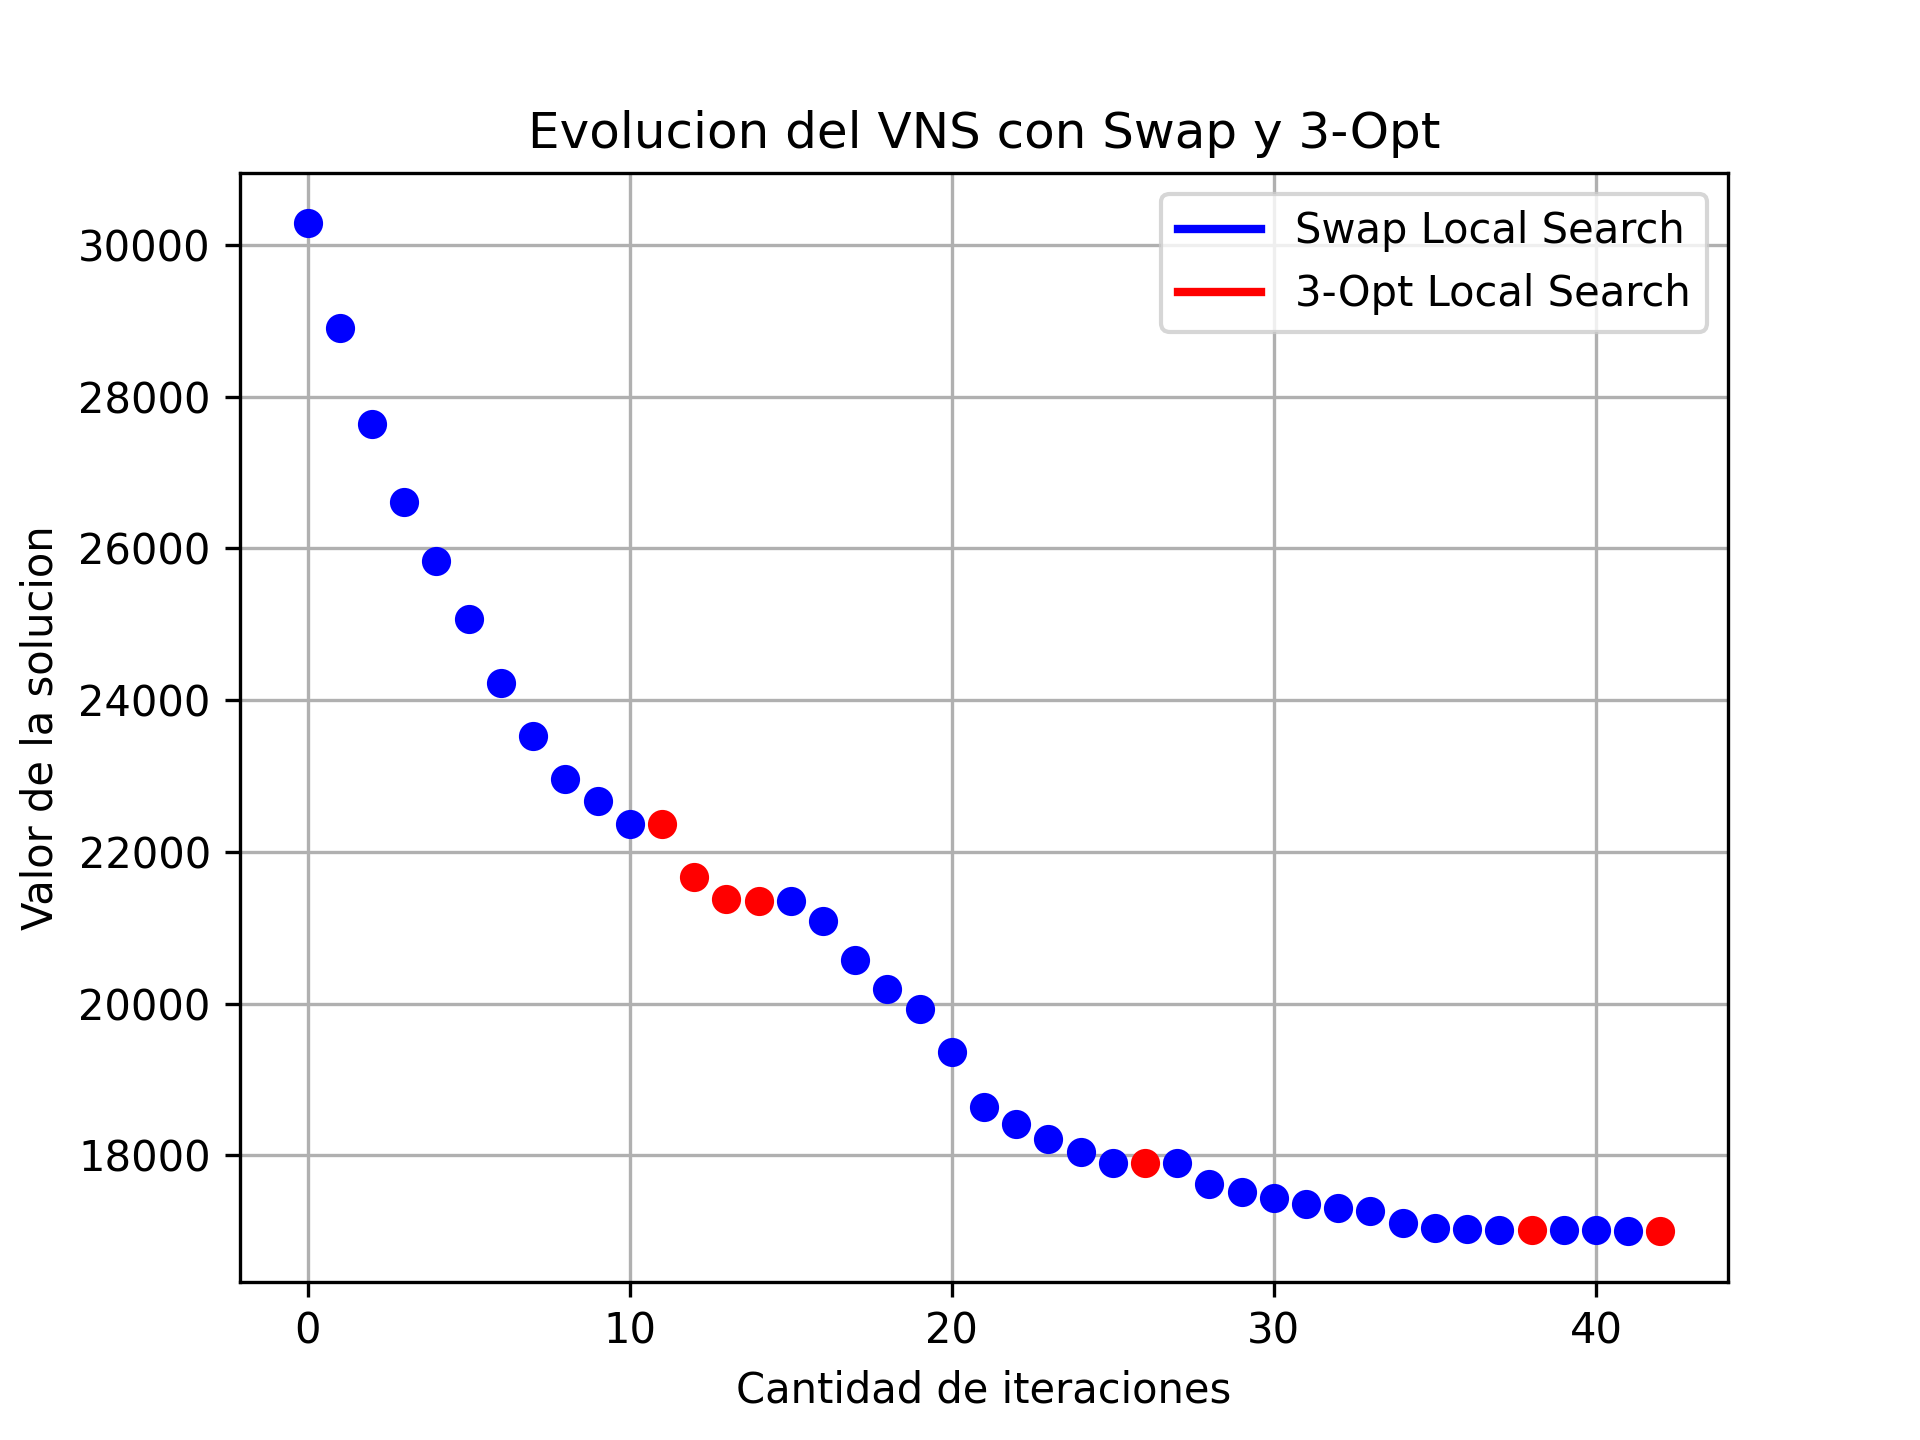 Evolucion del VNS con Swap y 3-Opt
Swap Local Search
3-Opt Local Search
Valor de la solucion
30000
28000
26000
24000
22000
20000
18000
0 10 20 30 40
Cantidad de iteraciones